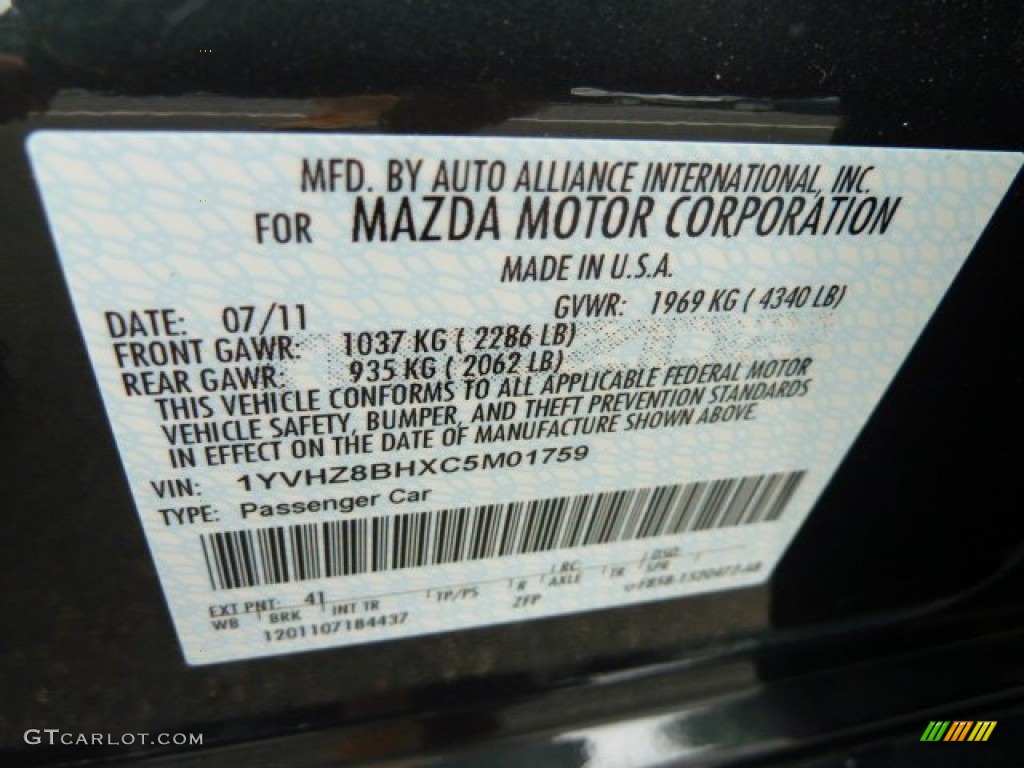 MFD. BY AUTO ALLIANCE INTERNATIONAL, INC.
FOR MAZDA MOTOR CORPORATION
MADE IN U.S.A.
DATE: 07/11 GVWR: 1969 KG ( 4340 LB)
FRONT GAWR: 1037 KG ( 2286 LB)
REAR GAWR: 935 KG ( 2062 LB)
THIS VEHICLE CONFORMS TO ALL APPLICABLE FEDERAL MOTOR
VEHICLE SAFETY, BUMPER, AND THEFT PREVENTION STANDARDS
IN EFFECT ON THE DATE OF MANUFACTURE SHOWN ABOVE.
VIN: 1YVHZ8BHXC5M01759
TYPE: Passenger Car
EXT PNT: 41 RC: DSO:
WB BRK INT TR TP/PS R AXLE TR SPR
1201107184437 ZFP
GTCARLOT.COM